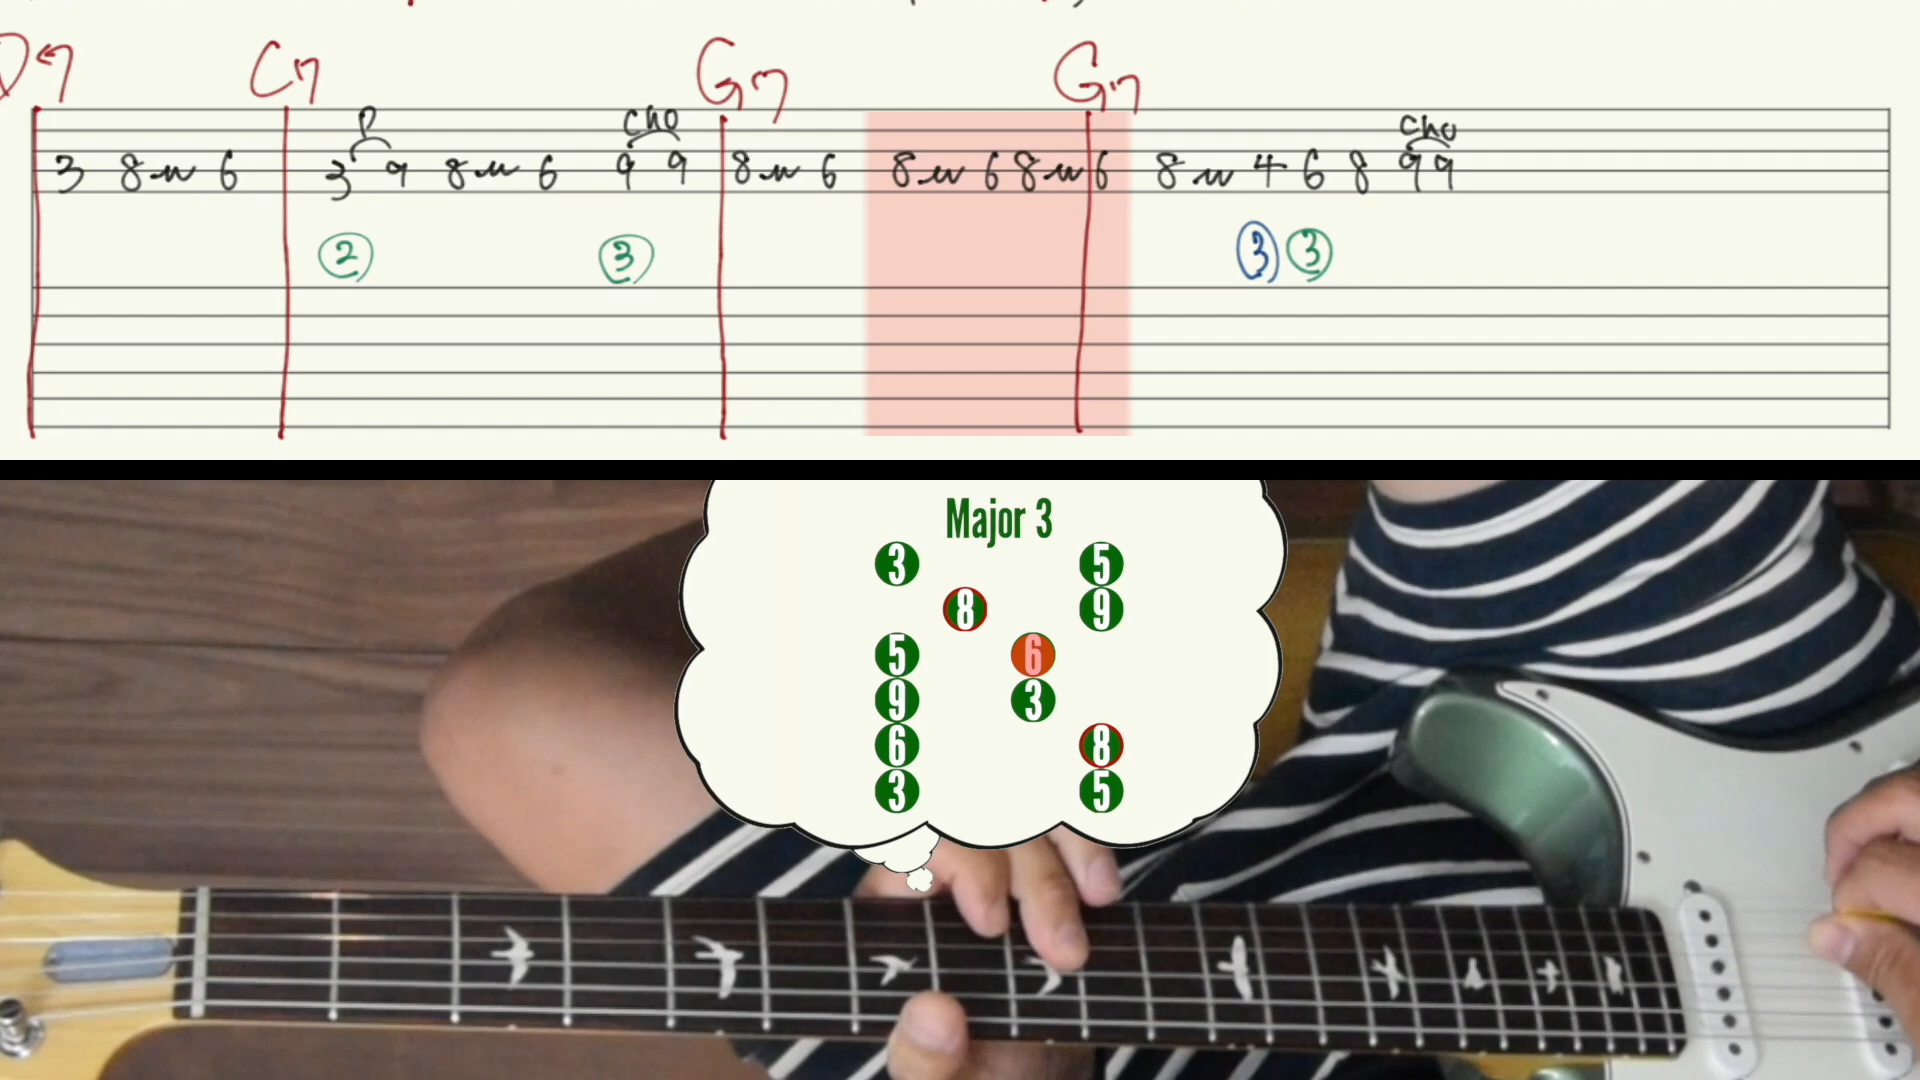 D7 C7 G7 G7
P cho cho
3 8 6 3 9 8 6 9 9 8 6 8 6 8 6 8 4 6 8 9 9
2 3 3 3
Major 3
3 5
8 9
5 6
9 3
6 8
3 5